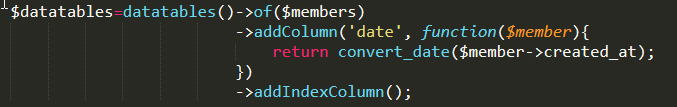 $datatables=datatables()->of($members)
->addColumn('date', function($member){
return convert_date($member->created_at);
})
->addIndexColumn();